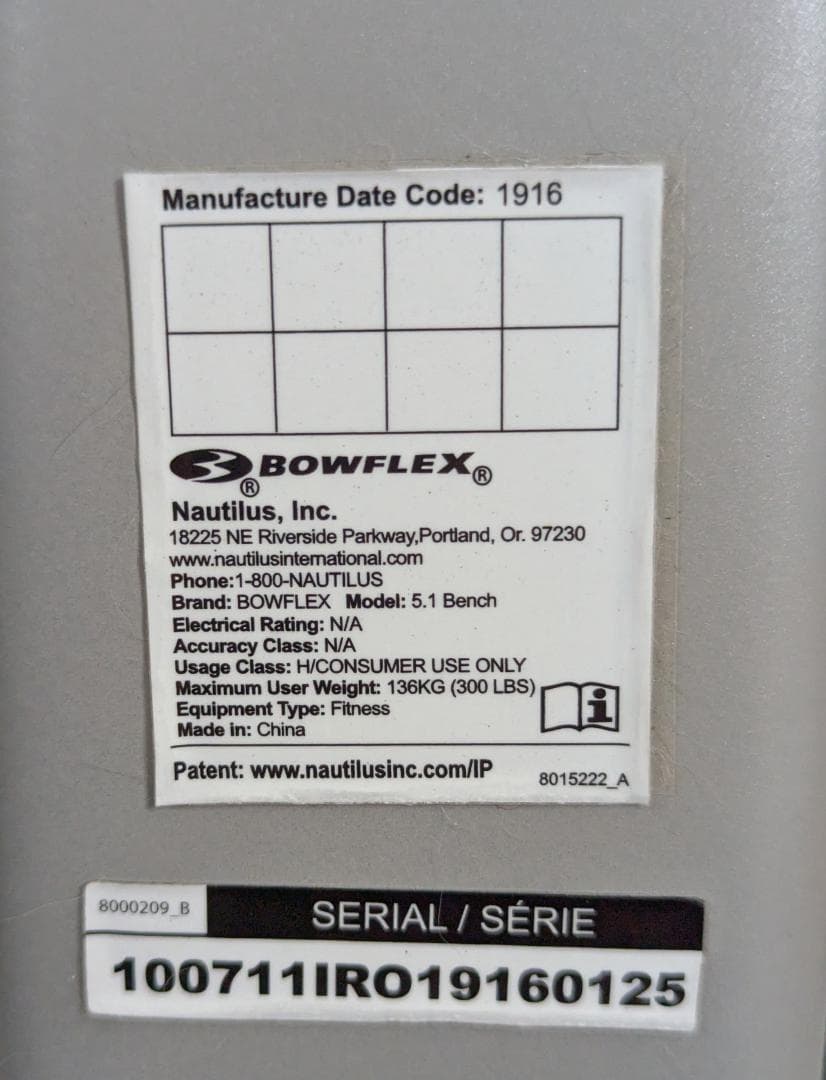 Manufacture Date Code: 1916
BOWFLEX®
®
Nautilus, Inc.
18225 NE Riverside Parkway,Portland, Or. 97230
www.nautilusinternational.com
Phone:1-800-NAUTILUS
Brand: BOWFLEX Model: 5.1 Bench
Electrical Rating: N/A
Accuracy Class: N/A
Usage Class: H/CONSUMER USE ONLY
Maximum User Weight: 136KG (300 LBS)
Equipment Type: Fitness
Made in: China
Patent: www.nautilusinc.com/IP
8015222_A
8000209_B
SERIAL / SÉRIE
100711IRO19160125